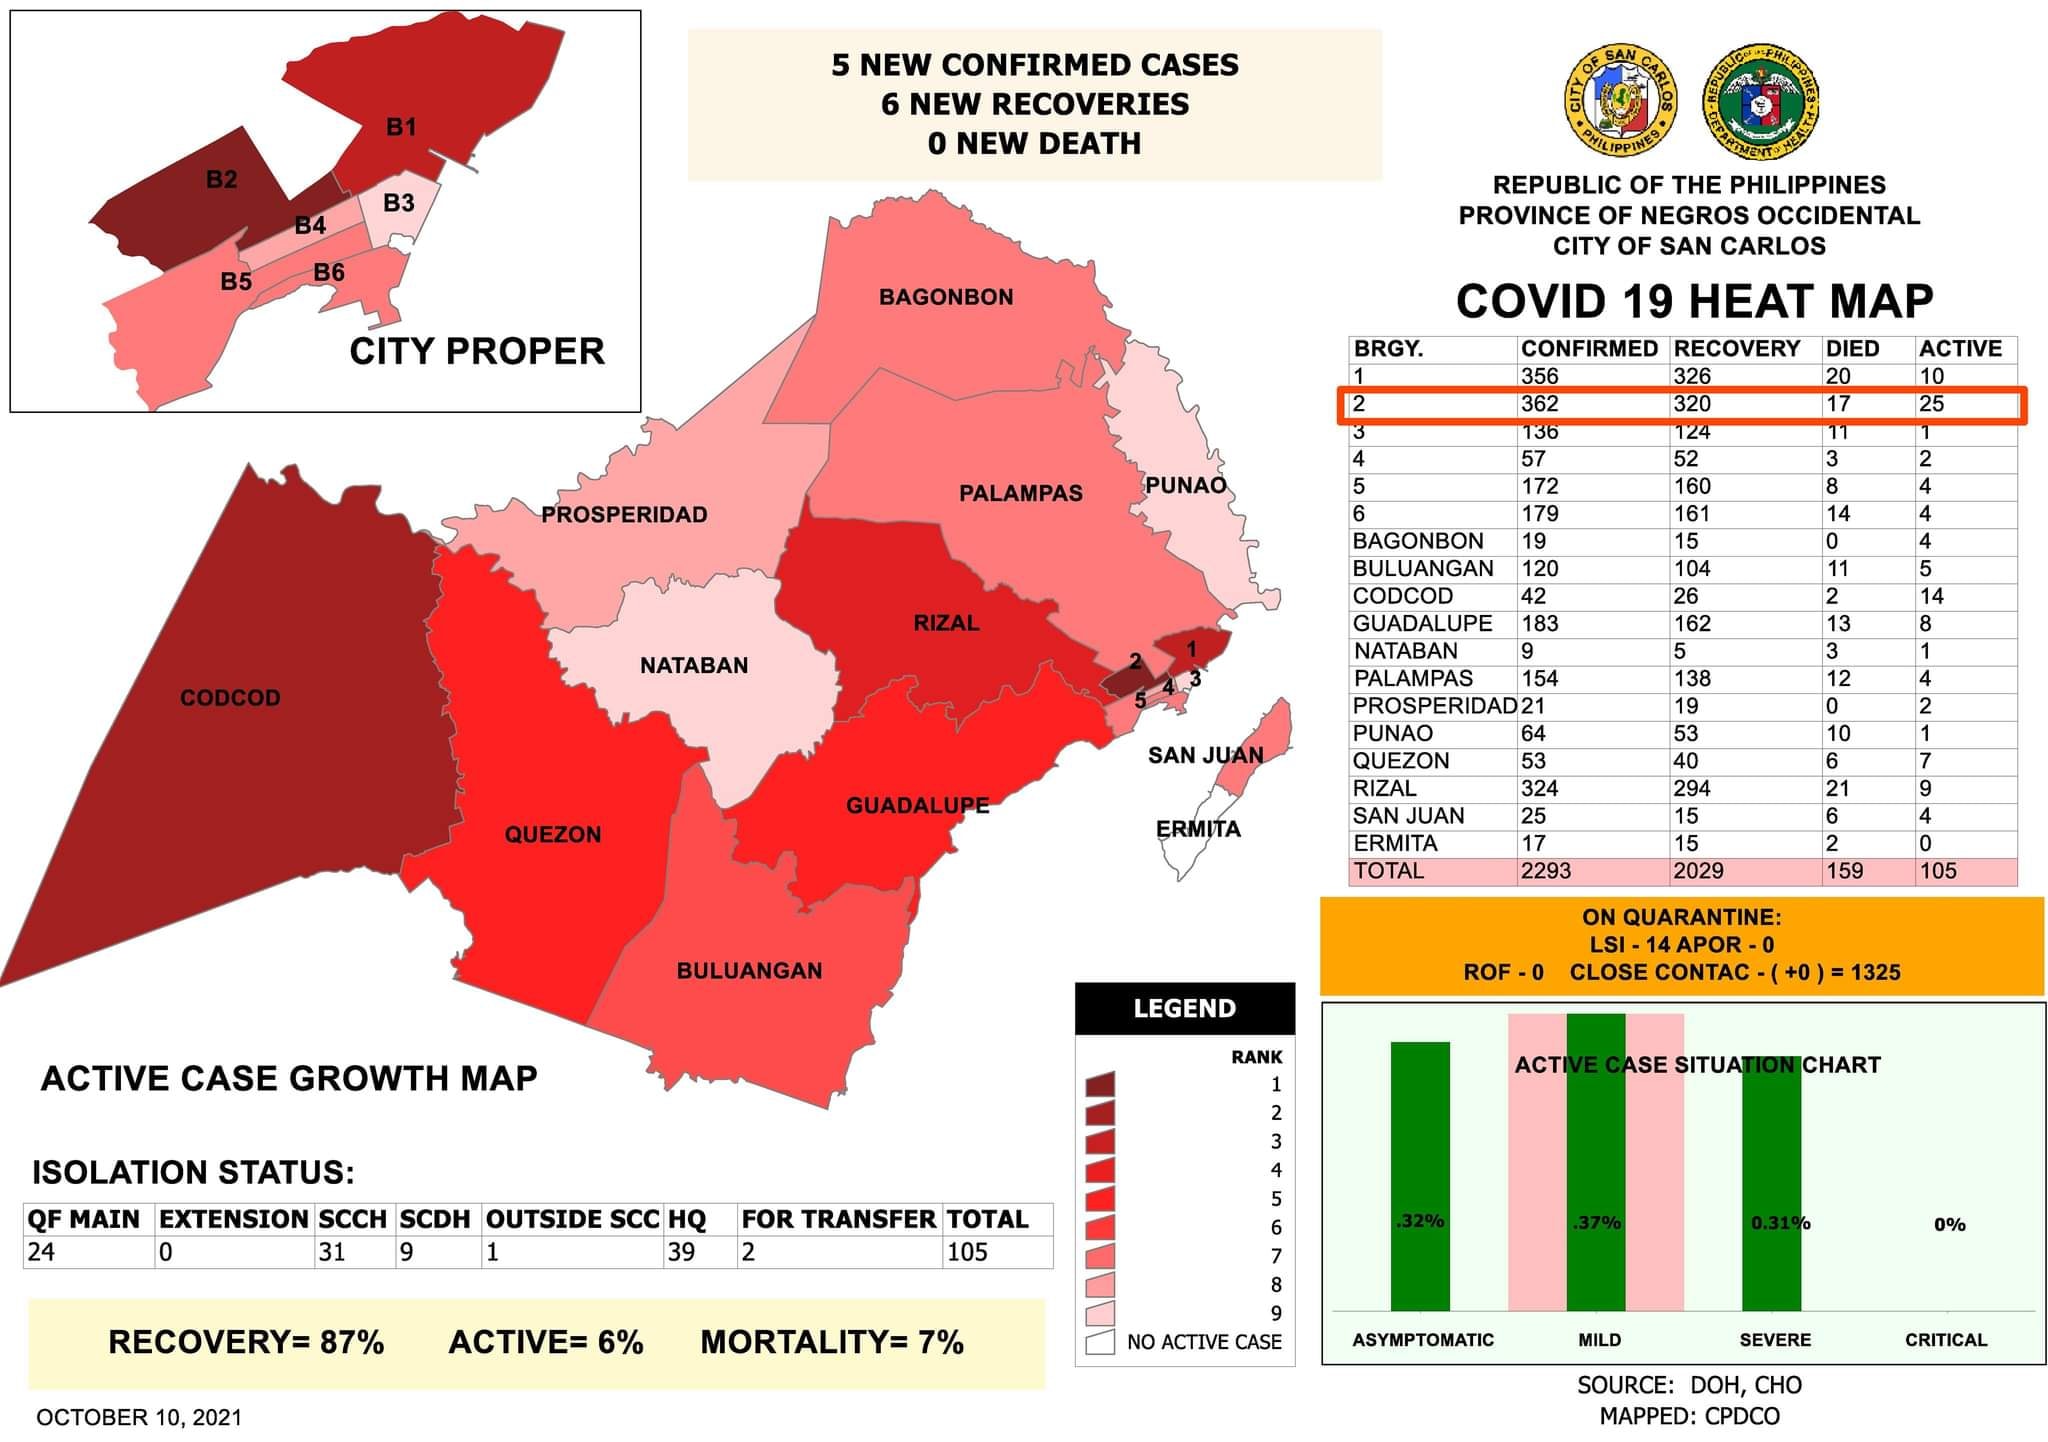 B1
B2
B3
B4
B5
B6
CITY PROPER
5 NEW CONFIRMED CASES
6 NEW RECOVERIES
0 NEW DEATH
CITY OF SAN CARLOS
PHILIPPINES
REPUBLIC OF THE PHILIPPINES
DEPARTMENT OF HEALTH
REPUBLIC OF THE PHILIPPINES
PROVINCE OF NEGROS OCCIDENTAL
CITY OF SAN CARLOS
COVID 19 HEAT MAP
BRGY. CONFIRMED RECOVERY DIED ACTIVE
1 356 326 20 10
2 362 320 17 25
3 136 124 11 1
4 57 52 3 2
5 172 160 8 4
6 179 161 14 4
BAGONBON 19 15 0 4
BULUANGAN 120 104 11 5
CODCOD 42 26 2 14
GUADALUPE 183 162 13 8
NATABAN 9 5 3 1
PALAMPAS 154 138 12 4
PROSPERIDAD 21 19 0 2
PUNAO 64 53 10 1
QUEZON 53 40 6 7
RIZAL 324 294 21 9
SAN JUAN 25 15 6 4
ERMITA 17 15 2 0
TOTAL 2293 2029 159 105
BAGONBON
PALAMPAS
PUNAO
PROSPERIDAD
RIZAL
NATABAN
CODCOD
1
2
3
4
5
SAN JUAN
GUADALUPE
ERMITA
QUEZON
BULUANGAN
ON QUARANTINE:
LSI - 14 APOR - 0
ROF - 0 CLOSE CONTAC - ( +0 ) = 1325
LEGEND
RANK
1
2
3
4
5
6
7
8
9
NO ACTIVE CASE
ACTIVE CASE SITUATION CHART
.32% .37% 0.31% 0%
ASYMPTOMATIC MILD SEVERE CRITICAL
ACTIVE CASE GROWTH MAP
ISOLATION STATUS:
QF MAIN EXTENSION SCCH SCDH OUTSIDE SCC HQ FOR TRANSFER TOTAL
24 0 31 9 1 39 2 105
RECOVERY= 87% ACTIVE= 6% MORTALITY= 7%
OCTOBER 10, 2021
SOURCE: DOH, CHO
MAPPED: CPDCO